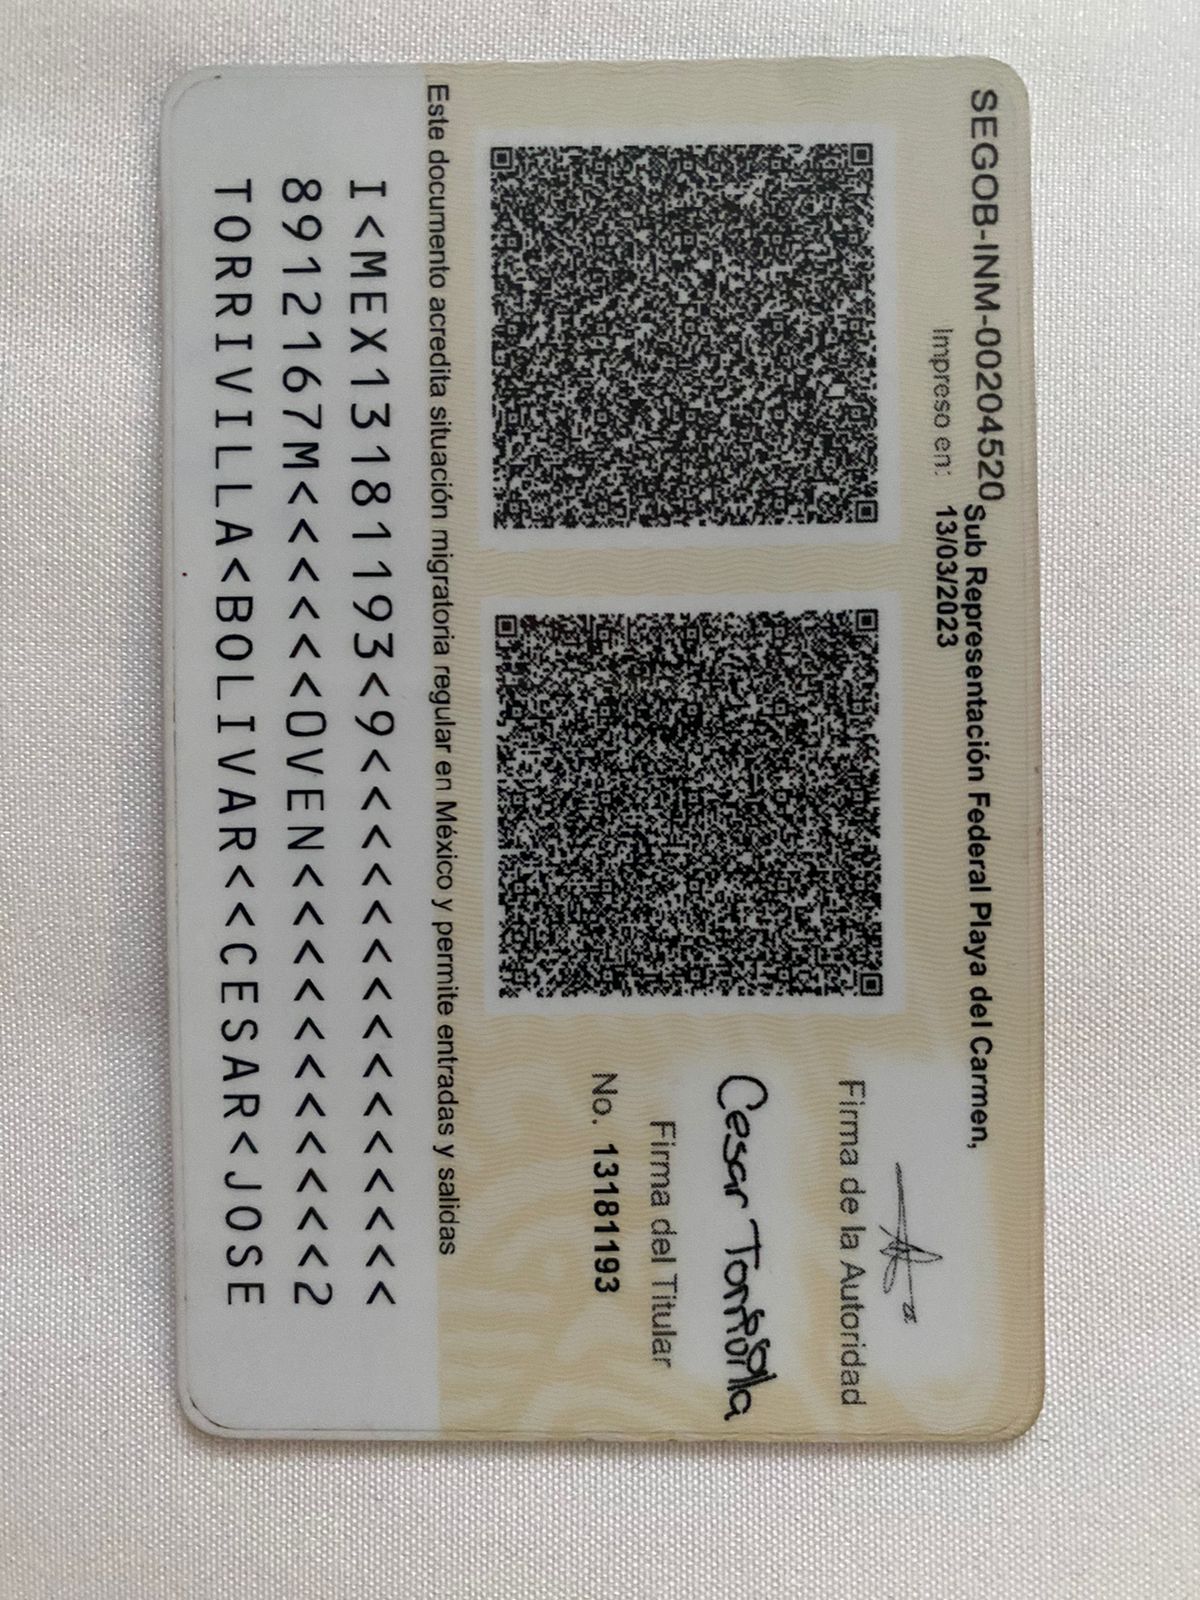 SEGOB-INM-00204520
Sub Representación Federal Playa del Carmen,
Impreso en: 13/03/2023
Firma de la Autoridad
Cesar Torrivilla
Firma del Titular
No. 13181193
Este documento acredita situación migratoria regular en México y permite entradas y salidas
I<MEX13181193<9<<<<<<<<<<<<<<<
8912167M<<<<<<0VEN<<<<<<<<<<<2
TORRIVILLA<BOLIVAR<<CESAR<JOSE